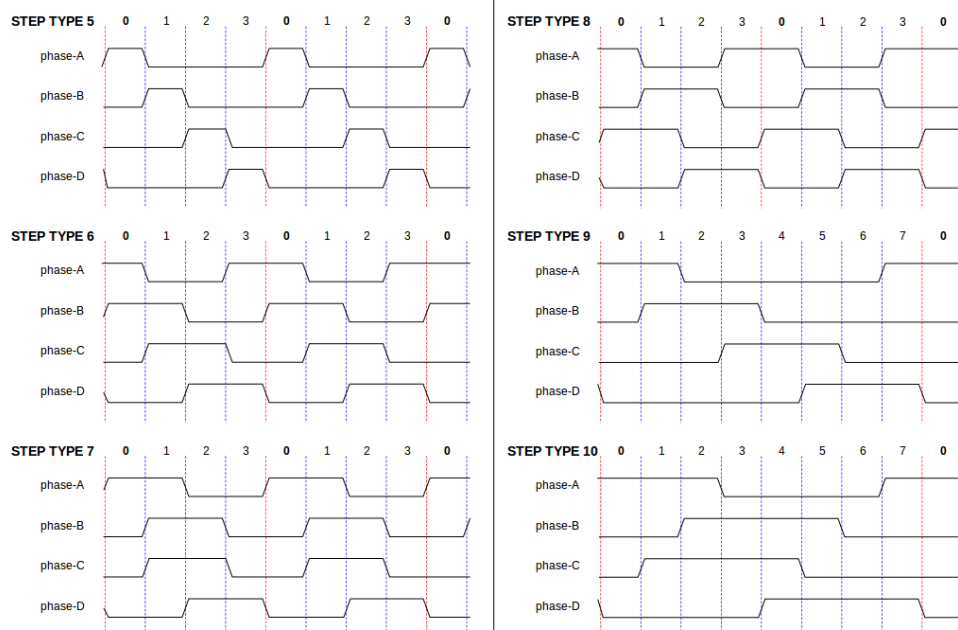 STEP TYPE 5 0 1 2 3 0 1 2 3 0
phase-A
phase-B
phase-C
phase-D
STEP TYPE 6 0 1 2 3 0 1 2 3 0
phase-A
phase-B
phase-C
phase-D
STEP TYPE 7 0 1 2 3 0 1 2 3 0
phase-A
phase-B
phase-C
phase-D
STEP TYPE 8 0 1 2 3 0 1 2 3 0
phase-A
phase-B
phase-C
phase-D
STEP TYPE 9 0 1 2 3 4 5 6 7 0
phase-A
phase-B
phase-C
phase-D
STEP TYPE 10 0 1 2 3 4 5 6 7 0
phase-A
phase-B
phase-C
phase-D